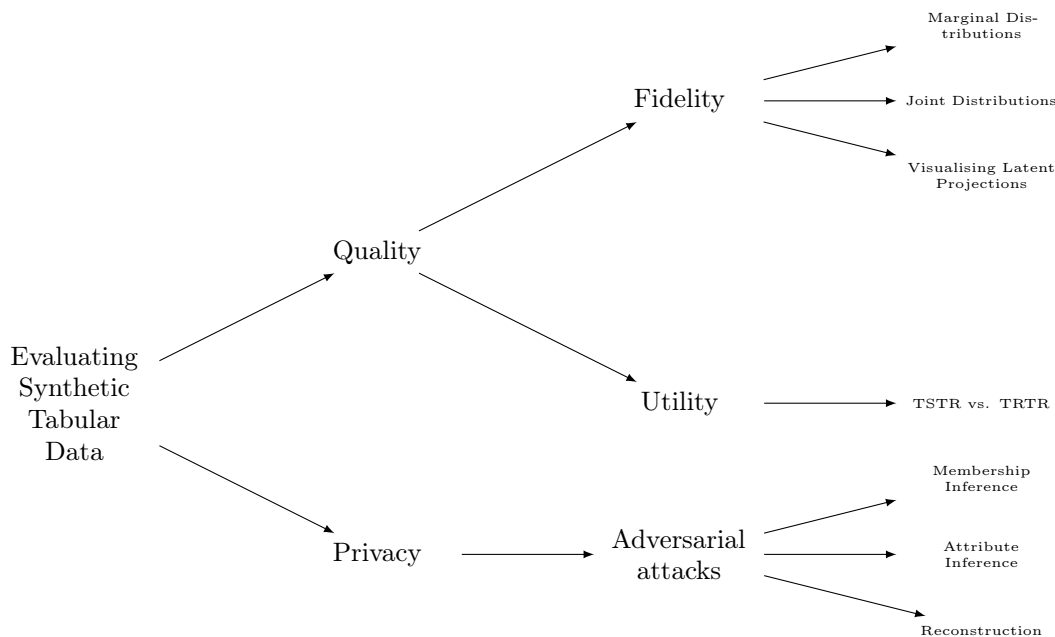 Marginal Dis-
tributions
Fidelity
Joint Distributions
Visualising Latent
Projections
Quality
Evaluating
Synthetic
Tabular
Data
Utility
TSTR vs. TRTR
Membership
Inference
Privacy
Adversarial
attacks
Attribute
Inference
Reconstruction